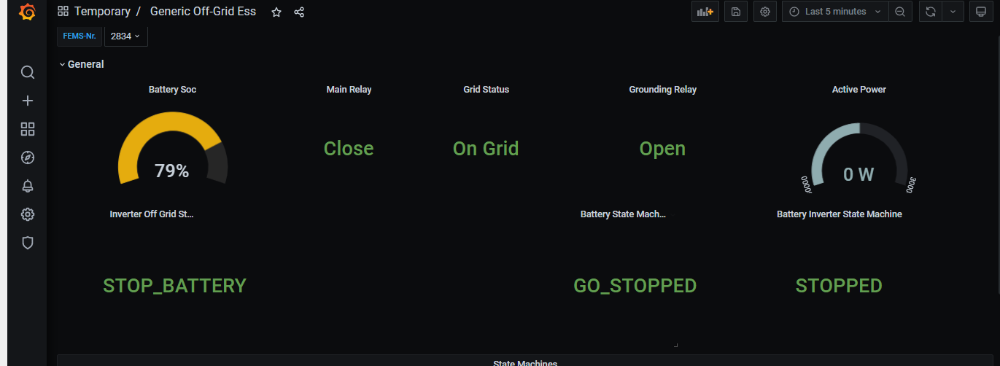 Temporary / Generic Off-Grid Ess
Last 5 minutes
FEMS-Nr. 2834
General
Battery Soc
Main Relay
Grid Status
Grounding Relay
Active Power
79%
Close
On Grid
Open
0 W
3000
Inverter Off Grid St...
Battery State Mach...
Battery Inverter State Machine
STOP_BATTERY
GO_STOPPED
STOPPED
State Machines